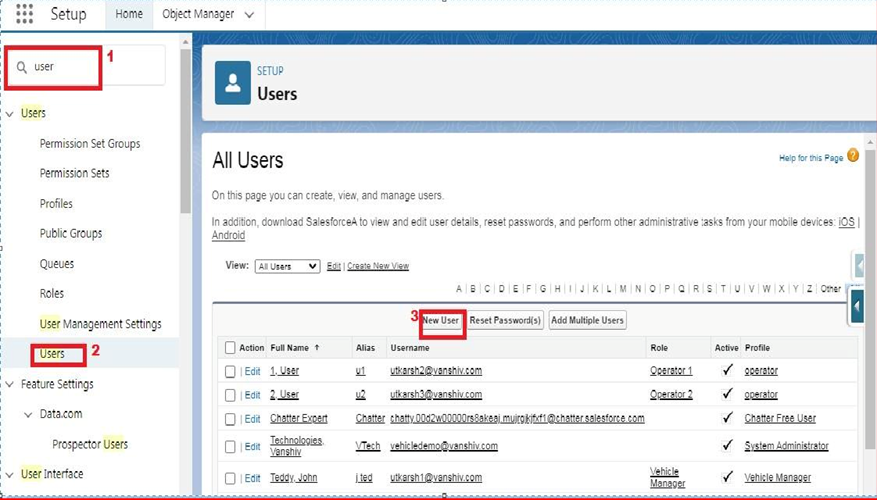 Setup Home Object Manager
1
user
Users
Permission Set Groups
Permission Sets
Profiles
Public Groups
Queues
Roles
User Management Settings
Users 2
Feature Settings
Data.com
Prospector Users
User Interface
SETUP
Users
All Users
Help for this Page ?
On this page you can create, view, and manage users.
In addition, download SalesforceA to view and edit user details, reset passwords, and perform other administrative tasks from your mobile devices: iOS |
Android
View: All Users Edit | Create New View
A | B | C | D | E | F | G | H | I | J | K | L | M | N | O | P | Q | R | S | T | U | V | W | X | Y | Z | Other
3 New User Reset Password(s) Add Multiple Users
Action Full Name ↑ Alias Username Role Active Profile
| Edit 1, User u1 utkarsh2@vanshiv.com Operator 1 ✓ operator
| Edit 2, User u2 utkarsh3@vanshiv.com Operator 2 ✓ operator
| Edit Chatter Expert Chatter ✓ Chatter Free User
| Edit Technologies, Vanshiv VTech vehicledemo@vanshiv.com ✓ System Administrator
| Edit Teddy, John j.ted utkarsh1@vanshiv.com Vehicle Manager ✓ Vehicle Manager